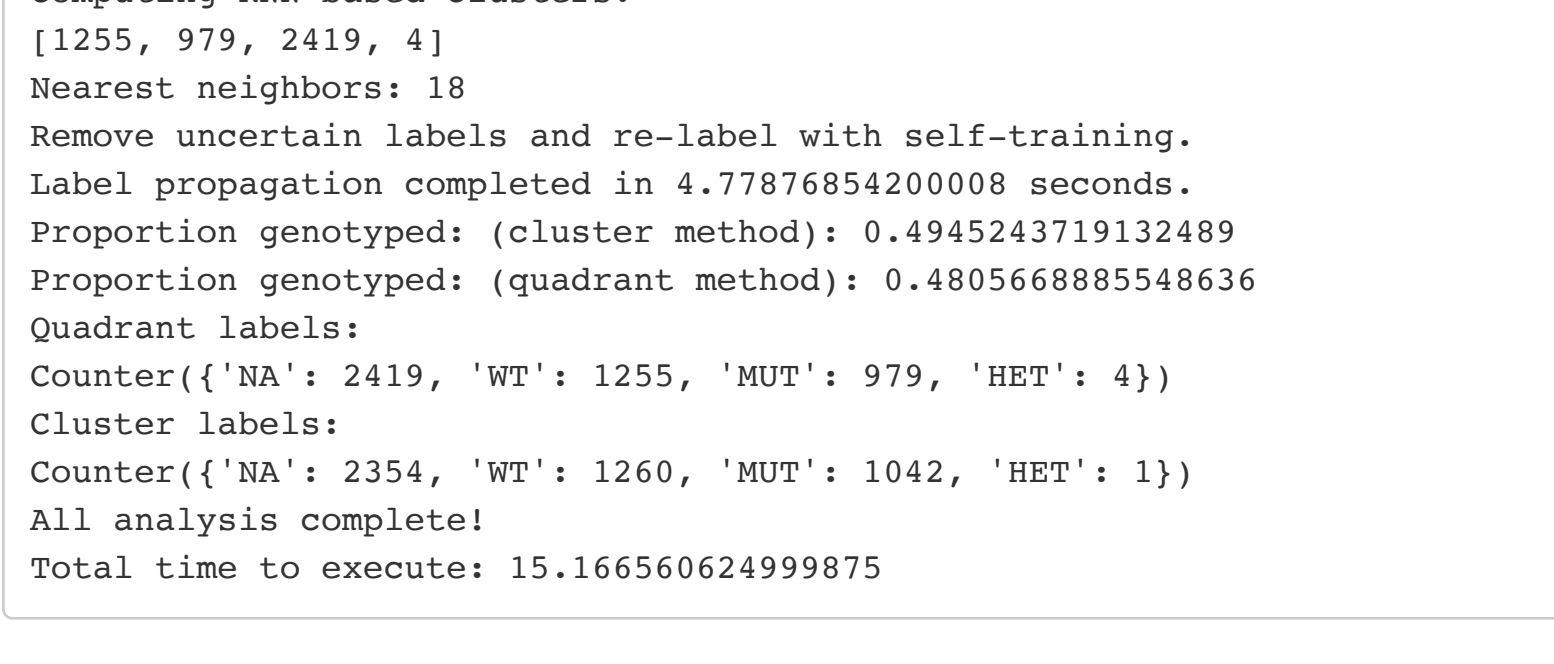 [1255, 979, 2419, 4]
Nearest neighbors: 18
Remove uncertain labels and re-label with self-training.
Label propagation completed in 4.77876854200008 seconds.
Proportion genotyped: (cluster method): 0.4945243719132489
Proportion genotyped: (quadrant method): 0.4805668885548636
Quadrant labels:
Counter({'NA': 2419, 'WT': 1255, 'MUT': 979, 'HET': 4})
Cluster labels:
Counter({'NA': 2354, 'WT': 1260, 'MUT': 1042, 'HET': 1})
All analysis complete!
Total time to execute: 15.166560624999875